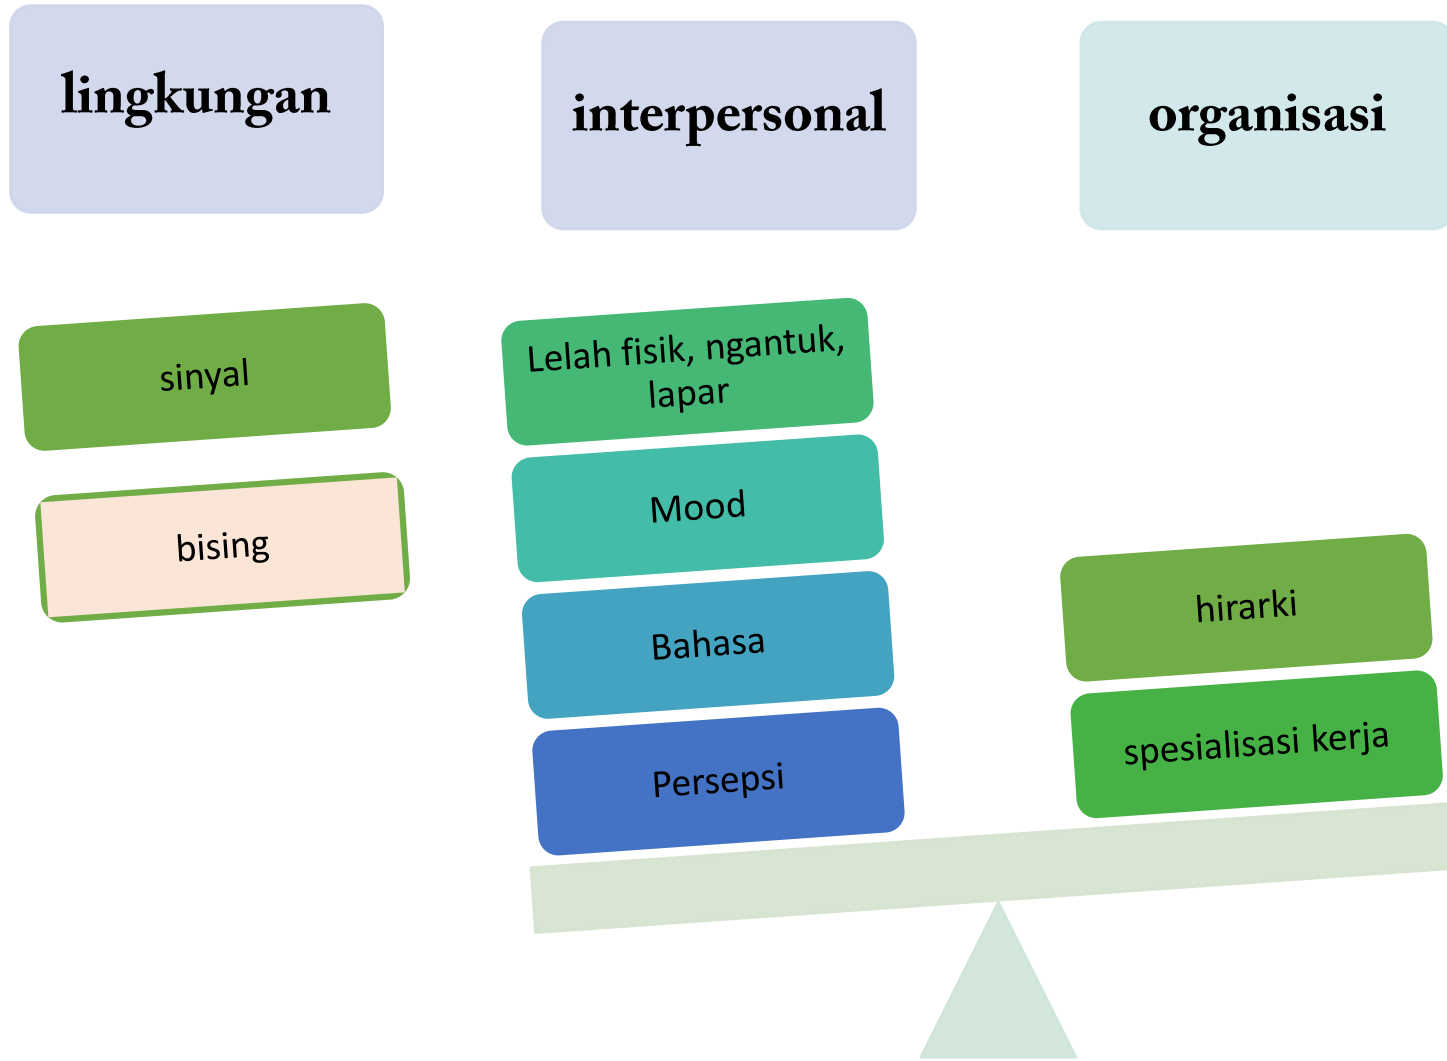 lingkungan
interpersonal
organisasi
sinyal
bising
Lelah fisik, ngantuk,
lapar
Mood
Bahasa
Persepsi
hirarki
spesialisasi kerja